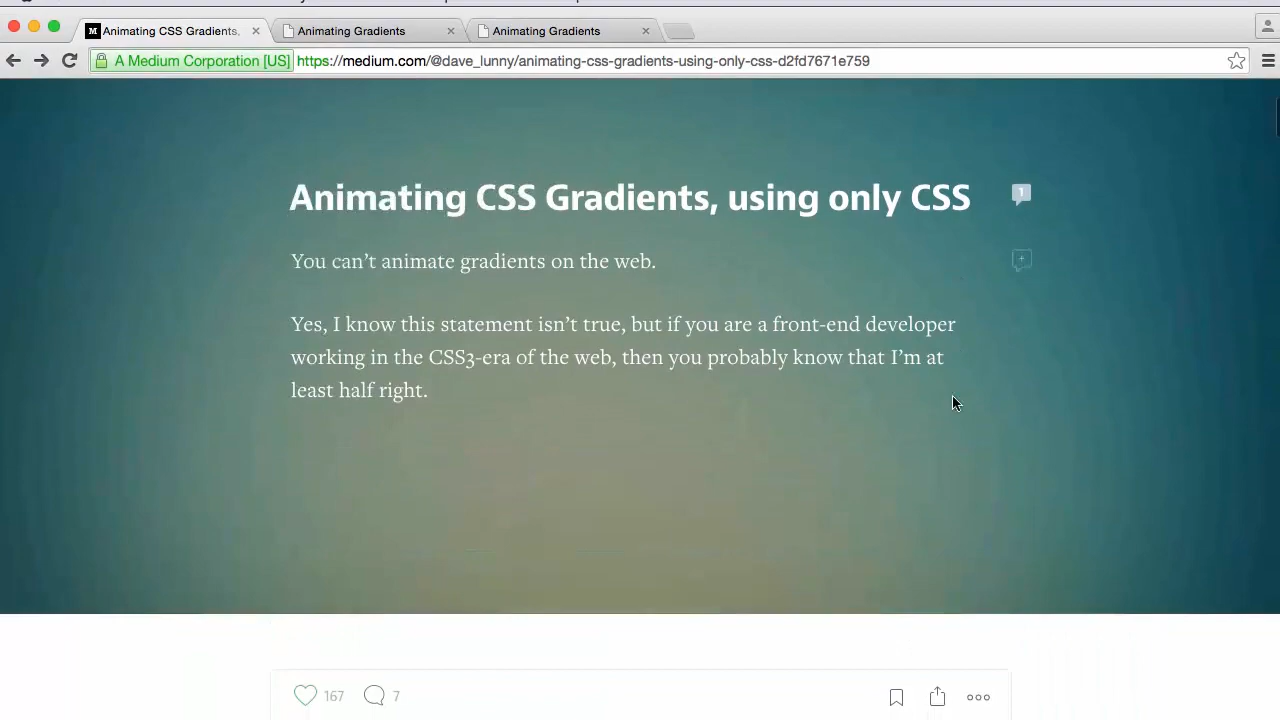 Animating CSS Gradients,
Animating Gradients
Animating Gradients
A Medium Corporation [US] https://medium.com/@dave_lunny/animating-css-gradients-using-only-css-d2fd7671e759
Animating CSS Gradients, using only CSS
1
You can’t animate gradients on the web.
+
Yes, I know this statement isn’t true, but if you are a front-end developer
working in the CSS3-era of the web, then you probably know that I’m at
least half right.
167
7